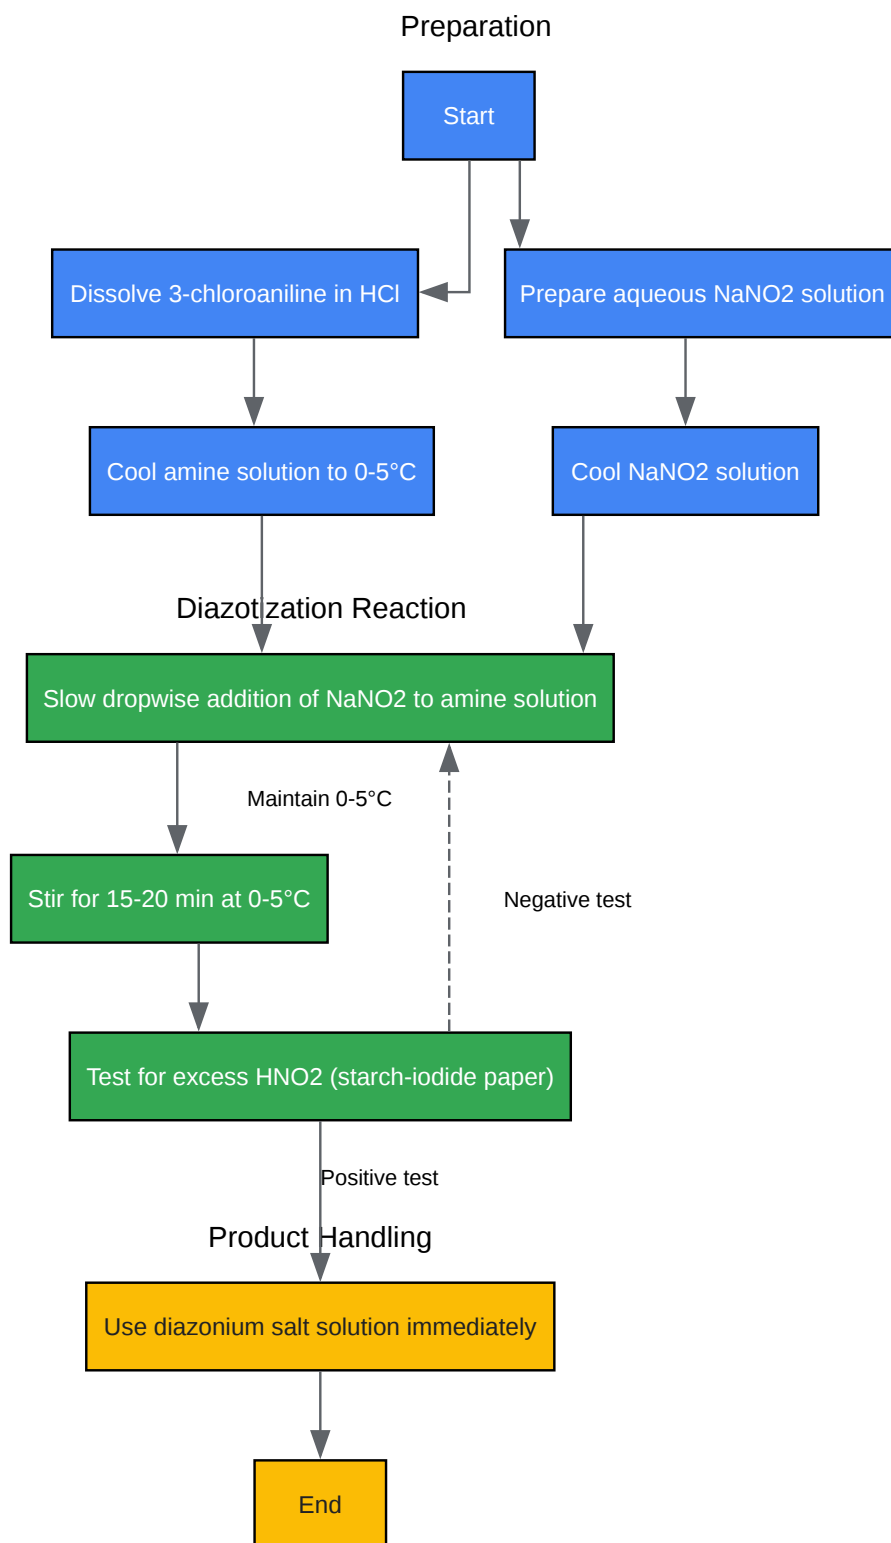 Preparation
Start
Dissolve 3-chloroaniline in HCl
Prepare aqueous NaNO2 solution
Cool amine solution to 0-5°C
Cool NaNO2 solution
Diazotization Reaction
Slow dropwise addition of NaNO2 to amine solution
Maintain 0-5°C
Stir for 15-20 min at 0-5°C
Negative test
Test for excess HNO2 (starch-iodide paper)
Positive test
Product Handling
Use diazonium salt solution immediately
End